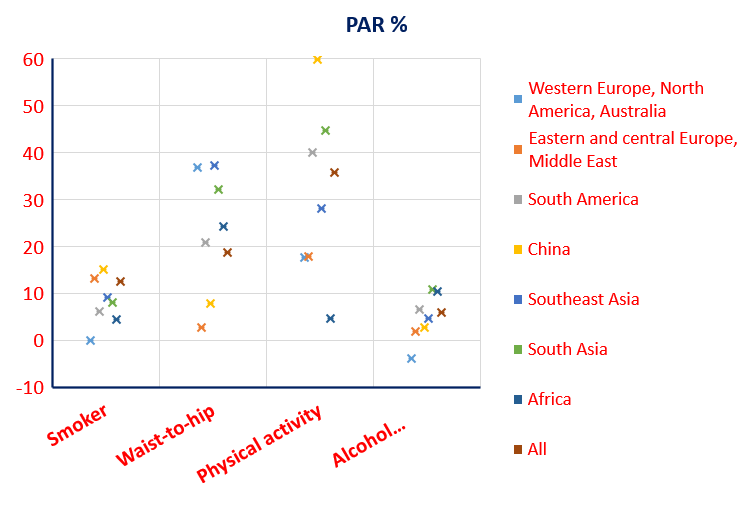 PAR %
60
50
40
30
20
10
0
-10
Smoker
Waist-to-hip
Physical activity
Alcohol...
Western Europe, North
America, Australia
Eastern and central Europe,
Middle East
South America
China
Southeast Asia
South Asia
Africa
All